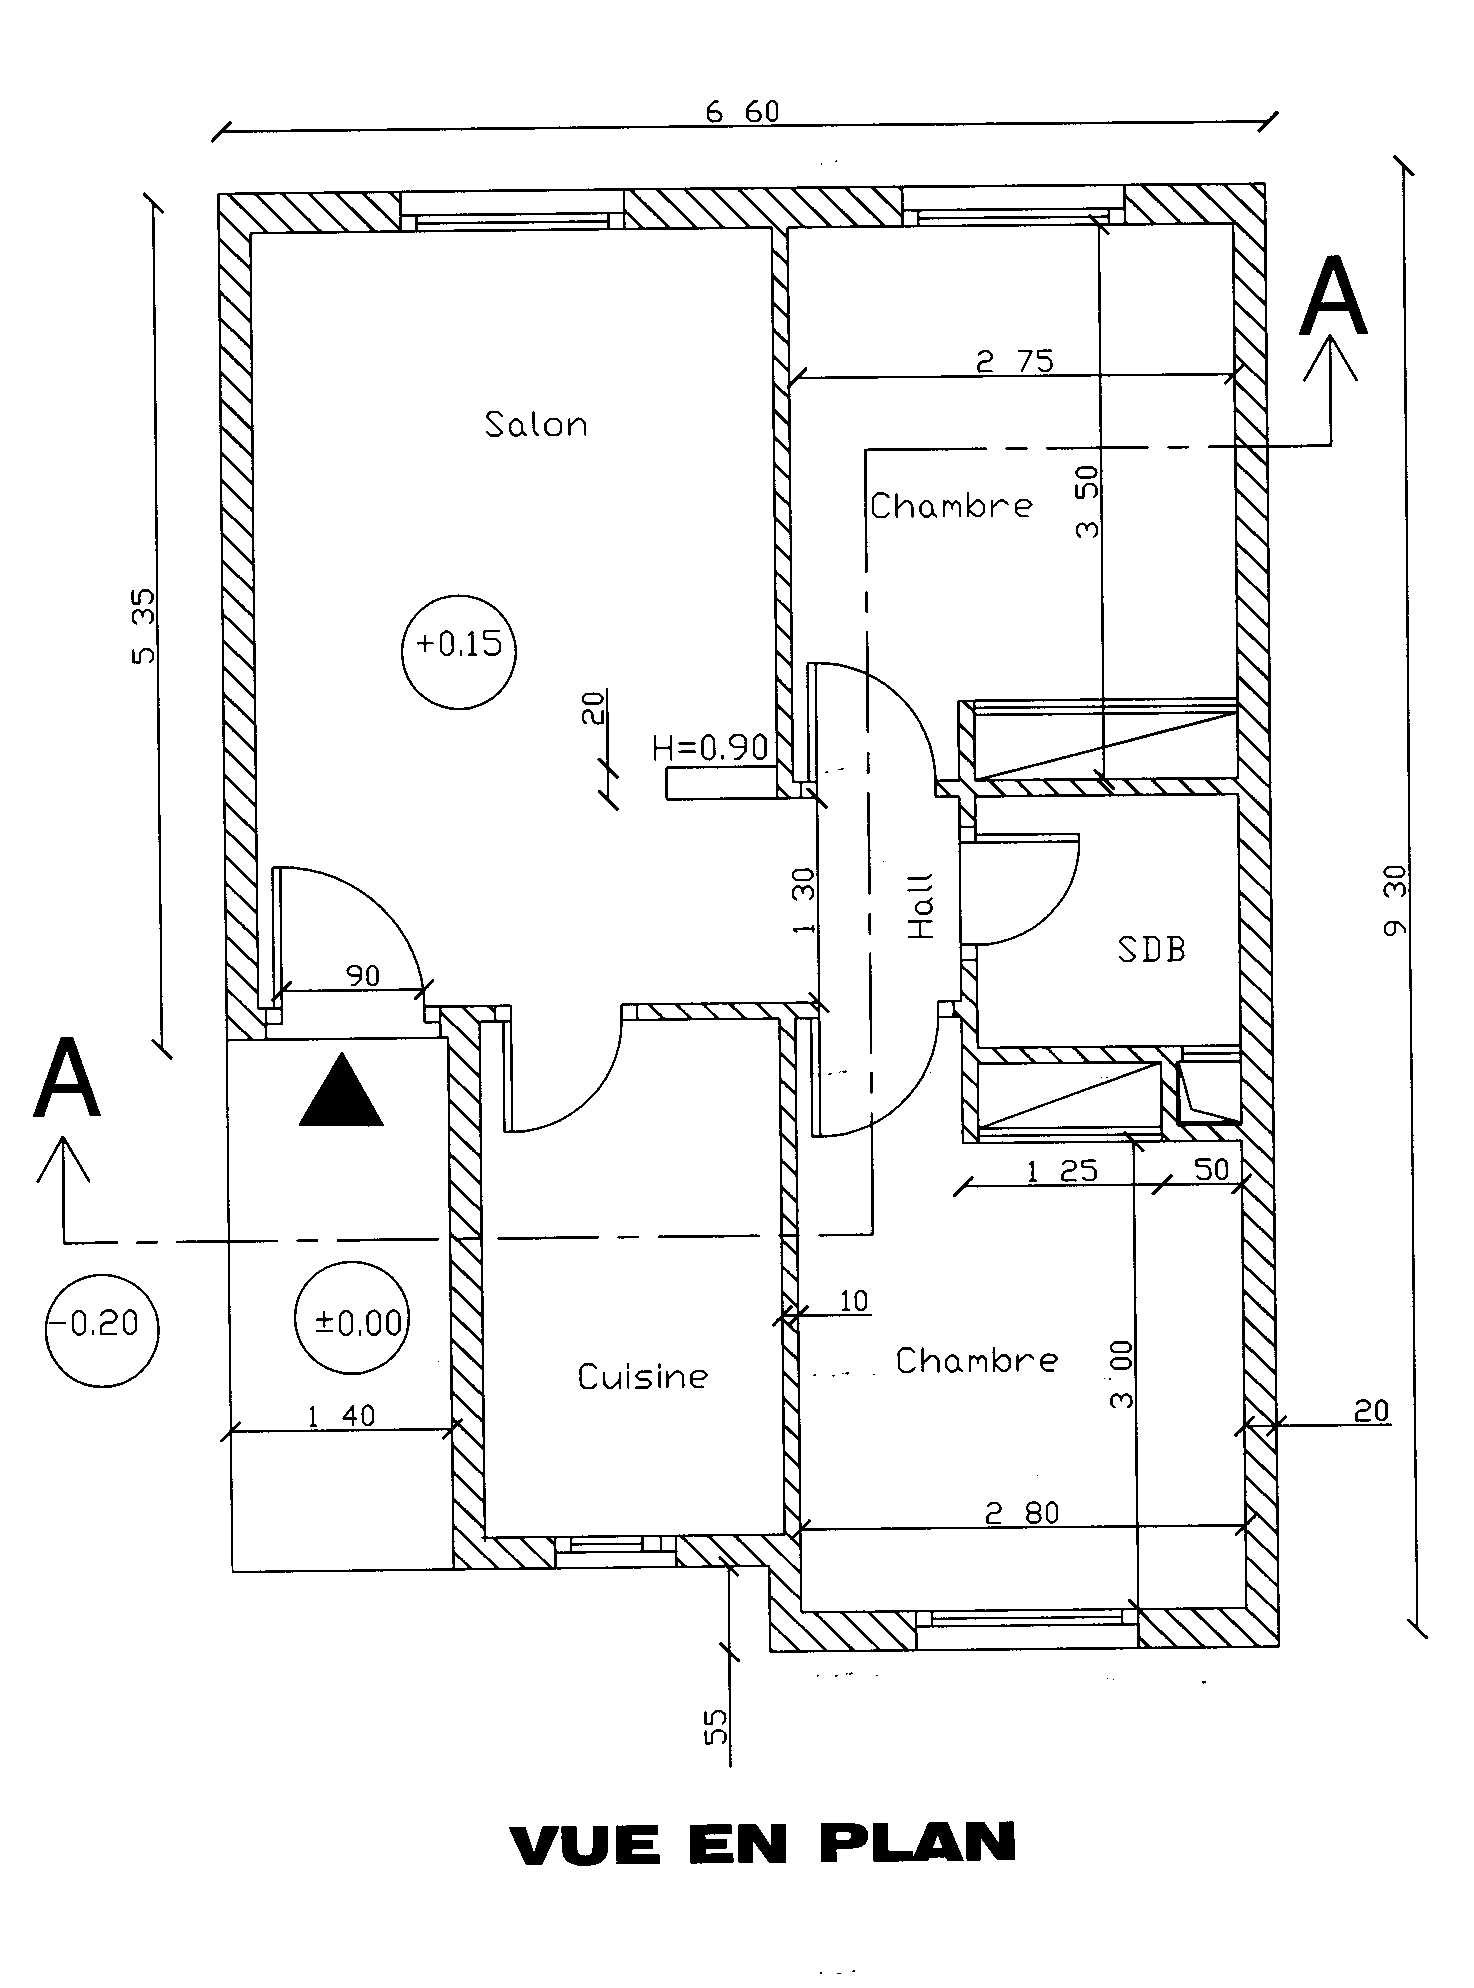 6 60
A
2 75
Salon
3 50
Chambre
5 35
+0.15
20
H=0.90
1 30
Hall
9 30
SDB
90
A
1 25
50
10
-0.20
±0.00
Cuisine
Chambre
3 00
1 40
20
2 80
55
VUE EN PLAN